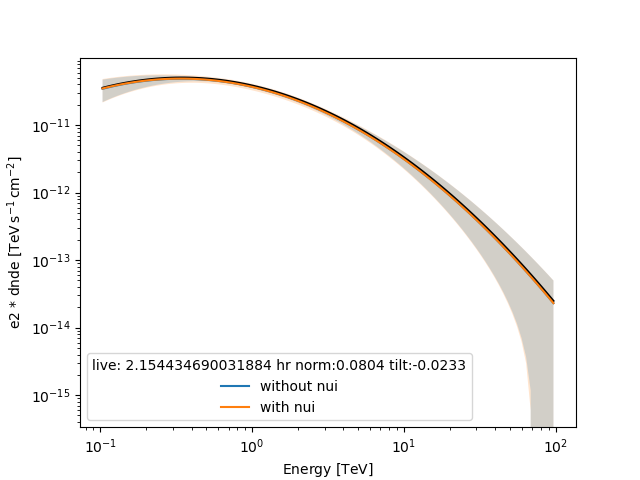 10⁻¹¹
10⁻¹²
10⁻¹³
10⁻¹⁴
10⁻¹⁵
e2 * dnde [TeV s⁻¹ cm⁻²]
live: 2.154434690031884 hr norm:0.0804 tilt:-0.0233
without nui
with nui
10⁻¹ 10⁰ 10¹ 10²
Energy [TeV]